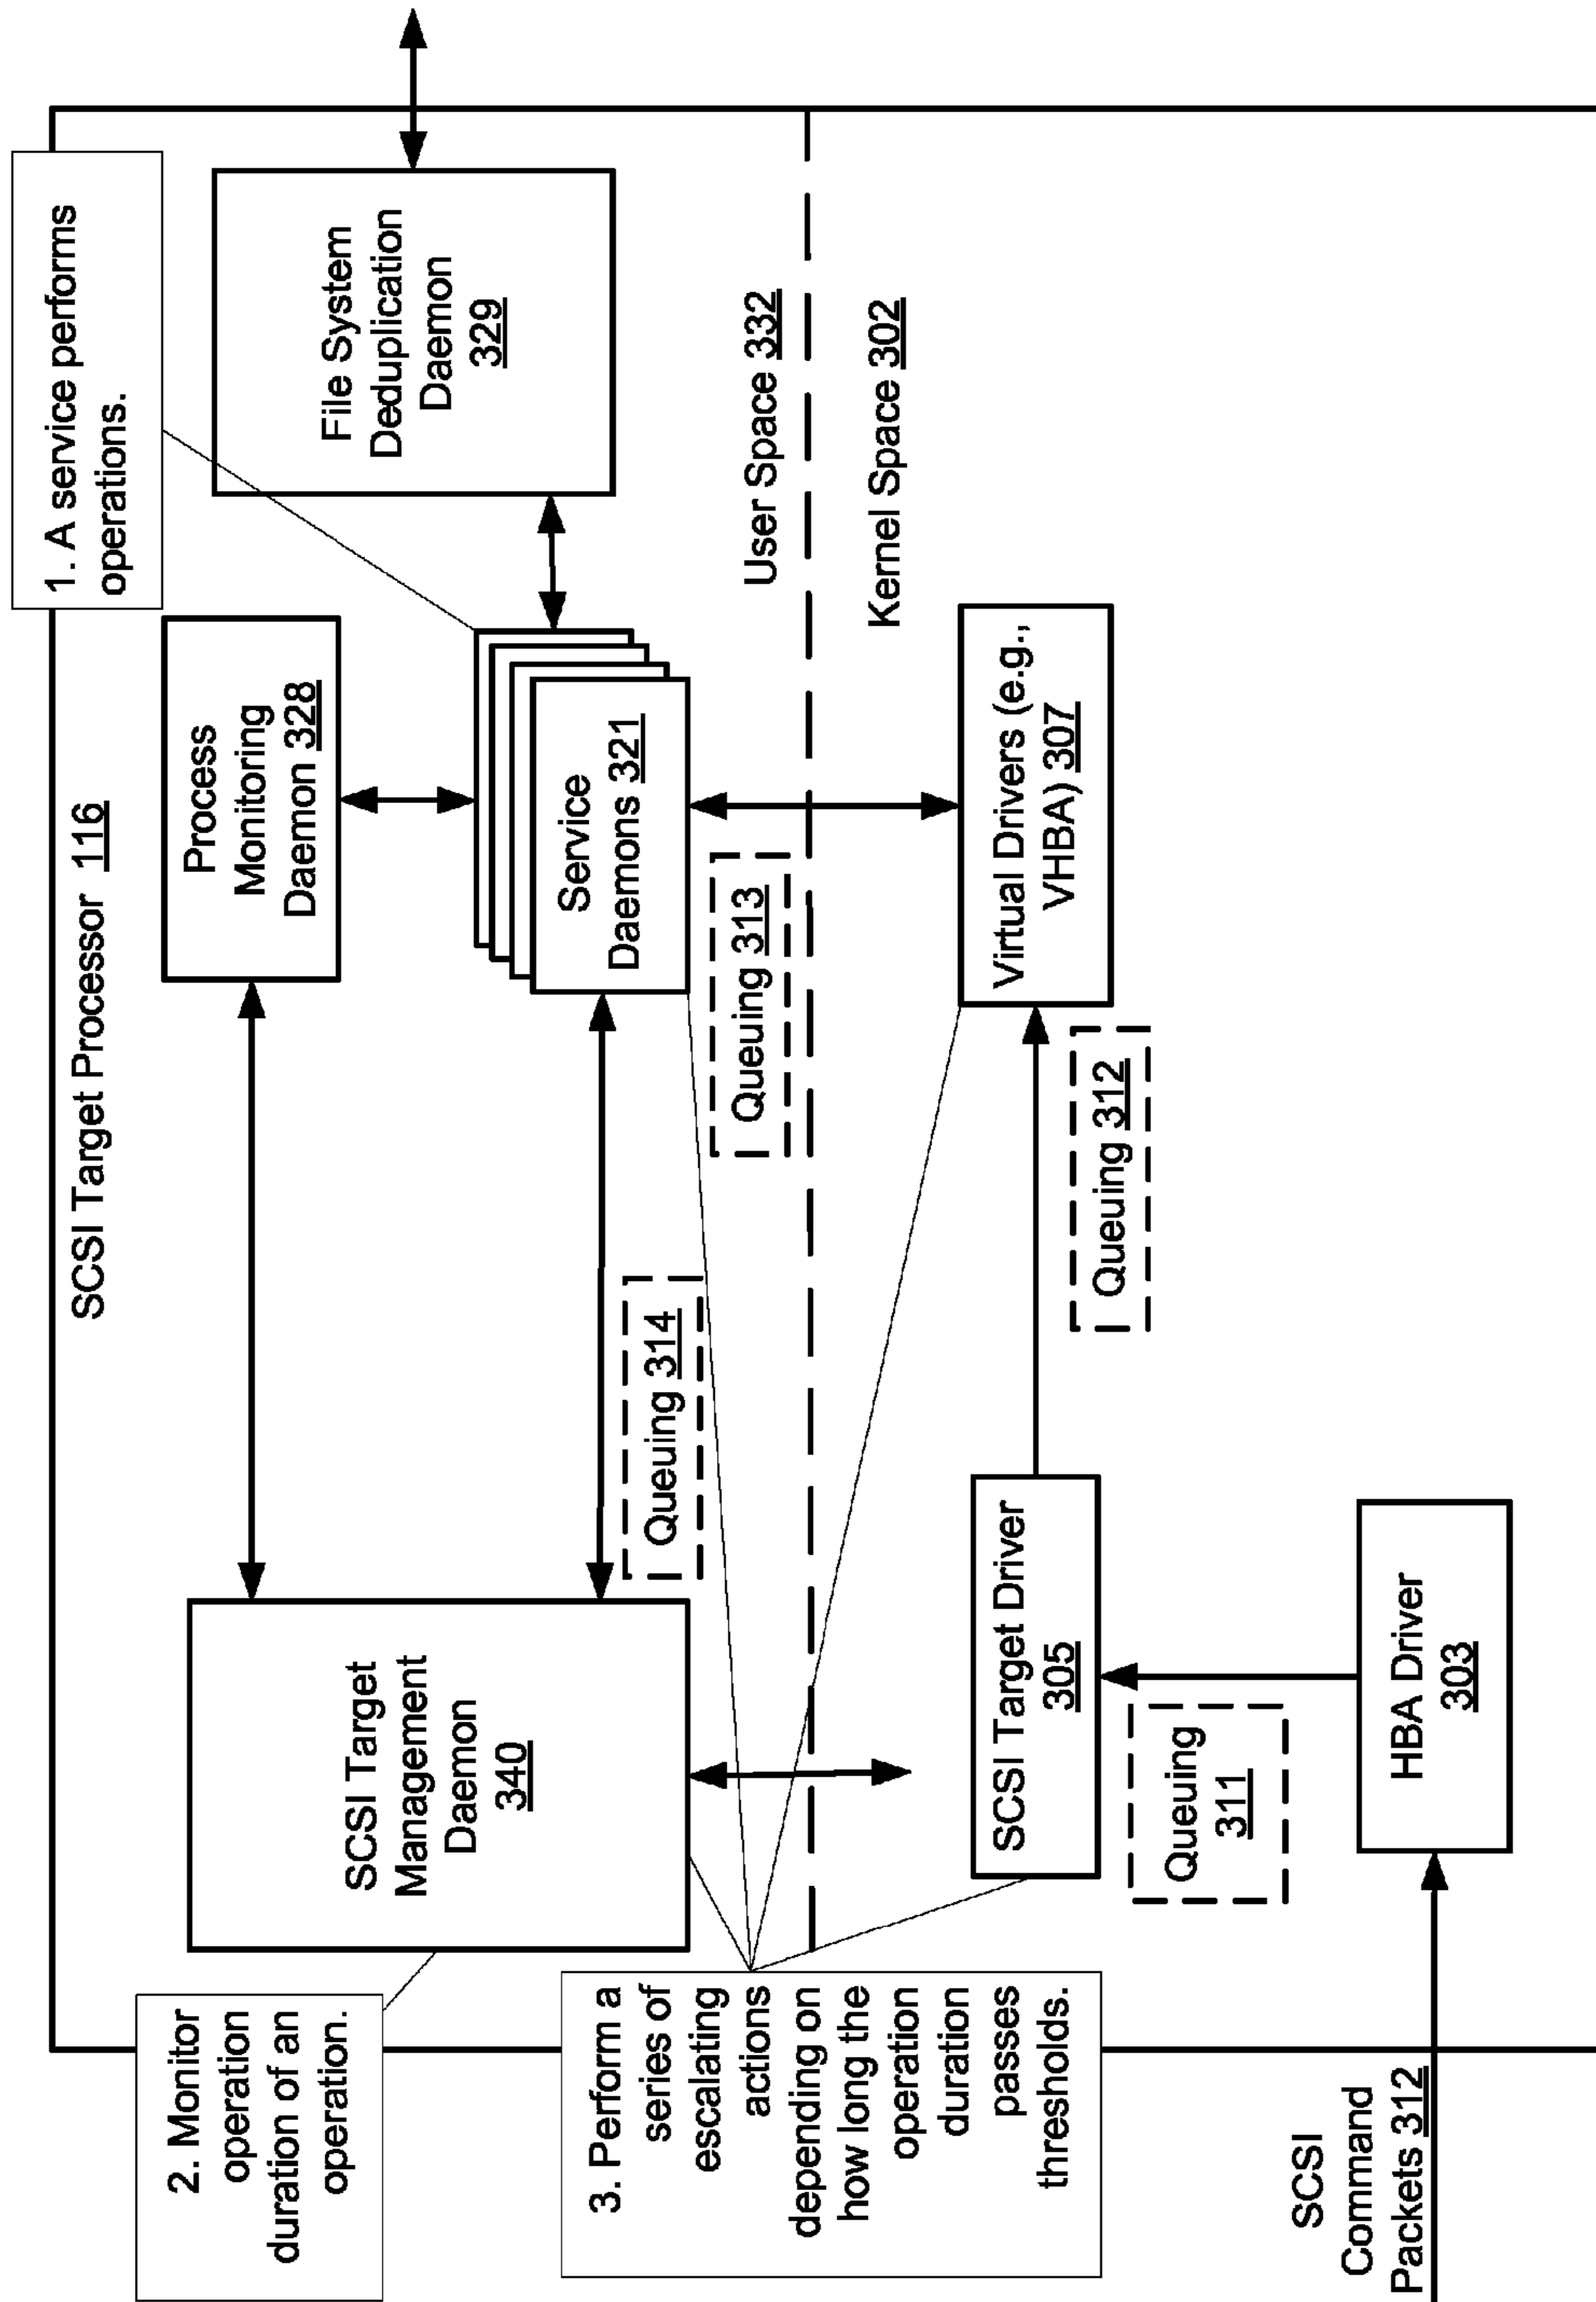 SCSI Target Processor 116
1. A service performs
operations.
2. Monitor
operation
duration of an
operation.
SCSI Target
Management
Daemon
340
Process
Monitoring
Daemon 328
File System
Deduplication
Daemon
329
Service
Daemons 321
Queuing 314
Queuing 313
User Space 332
Kernel Space 302
3. Perform a
series of
escalating
actions
depending on
how long the
operation
duration
passes
thresholds.
SCSI Target Driver
305
Virtual Drivers (e.g.,
VHBA) 307
Queuing 312
Queuing
311
HBA Driver
303
SCSI
Command
Packets 312